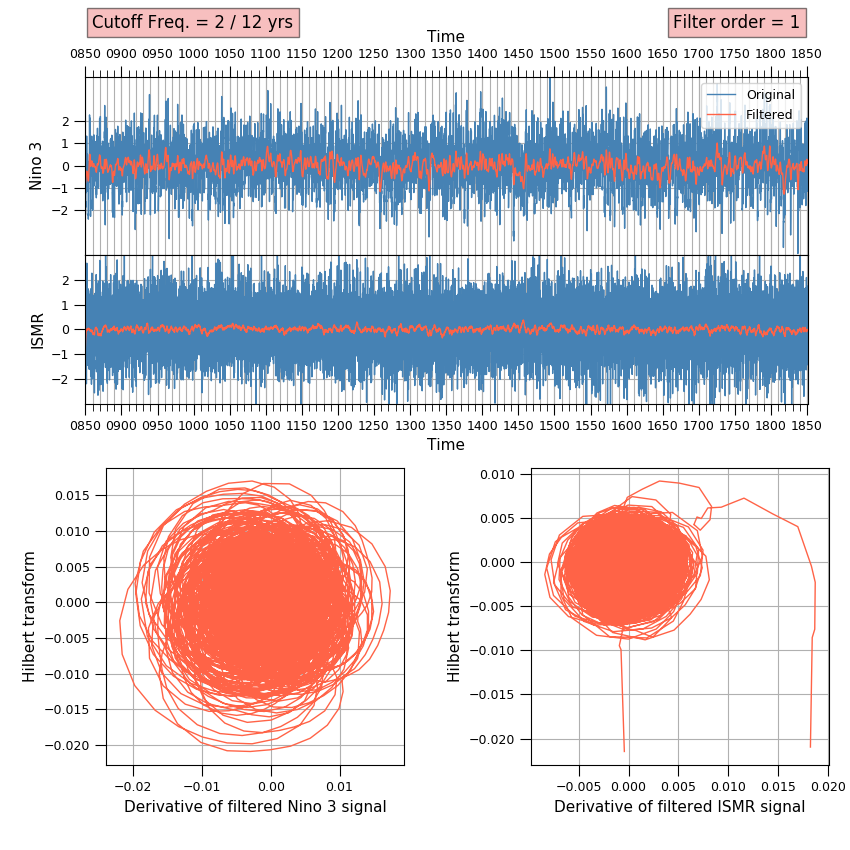 Cutoff Freq. = 2 / 12 yrs
Filter order = 1
Time
0850 0900 0950 1000 1050 1100 1150 1200 1250 1300 1350 1400 1450 1500 1550 1600 1650 1700 1750 1800 1850
Original
Filtered
Nino 3
2
1
0
−1
−2
ISMR
2
1
0
−1
−2
0850 0900 0950 1000 1050 1100 1150 1200 1250 1300 1350 1400 1450 1500 1550 1600 1650 1700 1750 1800 1850
Time
Hilbert transform
0.015
0.010
0.005
0.000
−0.005
−0.010
−0.015
−0.020
−0.02 −0.01 0.00 0.01
Derivative of filtered Nino 3 signal
Hilbert transform
0.010
0.005
0.000
−0.005
−0.010
−0.015
−0.020
−0.005 0.000 0.005 0.010 0.015 0.020
Derivative of filtered ISMR signal